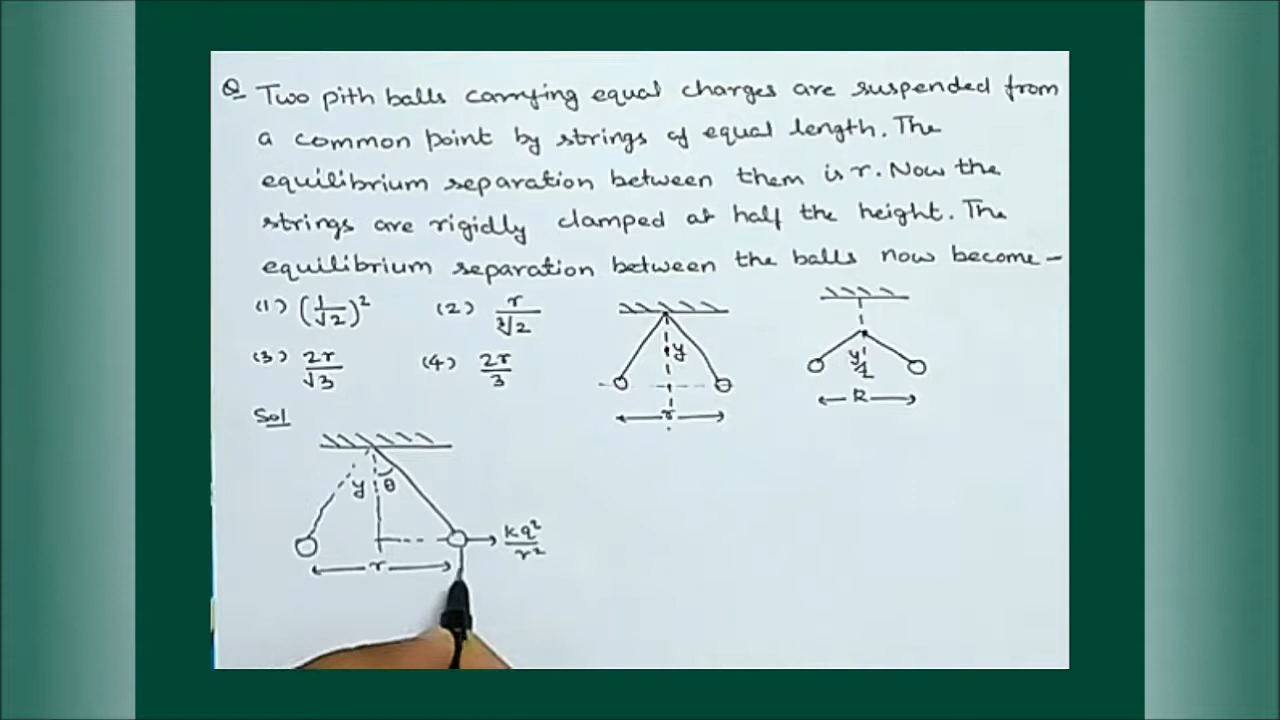 Q Two pith balls carrying equal charges are suspended from
a common point by strings of equal length. The
equilibrium separation between them is r. Now the
strings are rigidly clamped at half the height. The
equilibrium separation between the balls now become -
(1) (1/√2)² (2) r/∛2
(3) 2r/√3 (4) 2r/3
y
r
y/2
R
Sol
y θ
kq²/r²
r